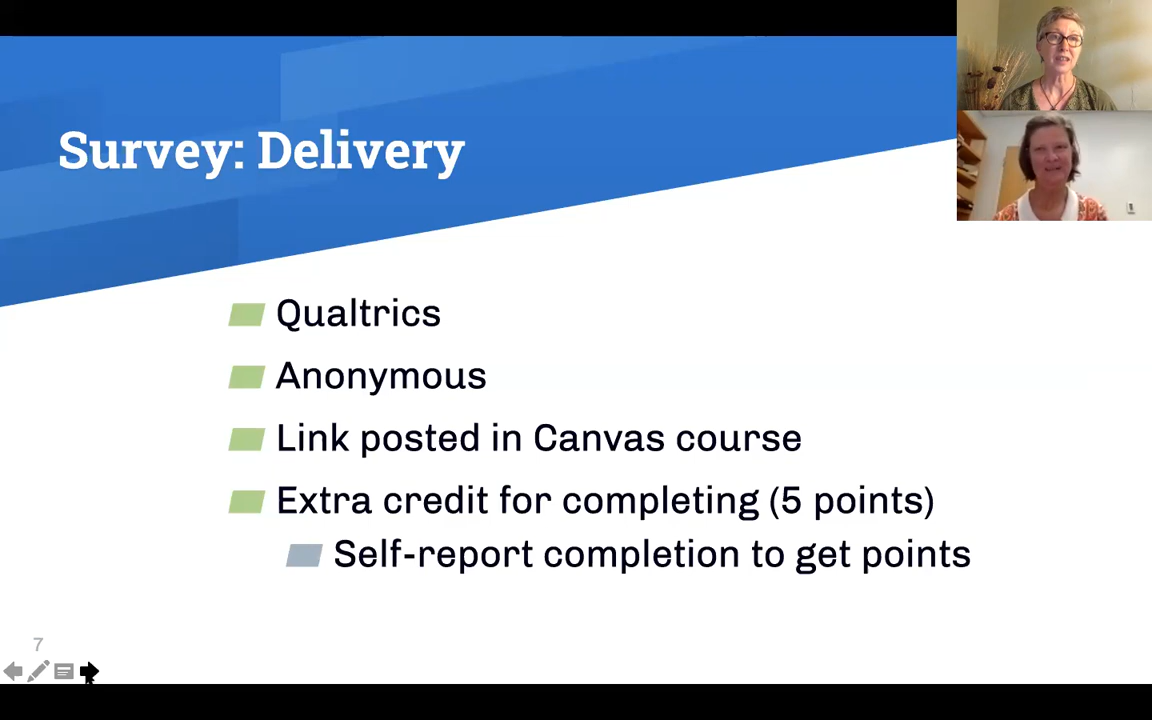 Survey: Delivery
Qualtrics
Anonymous
Link posted in Canvas course
Extra credit for completing (5 points)
Self-report completion to get points
7